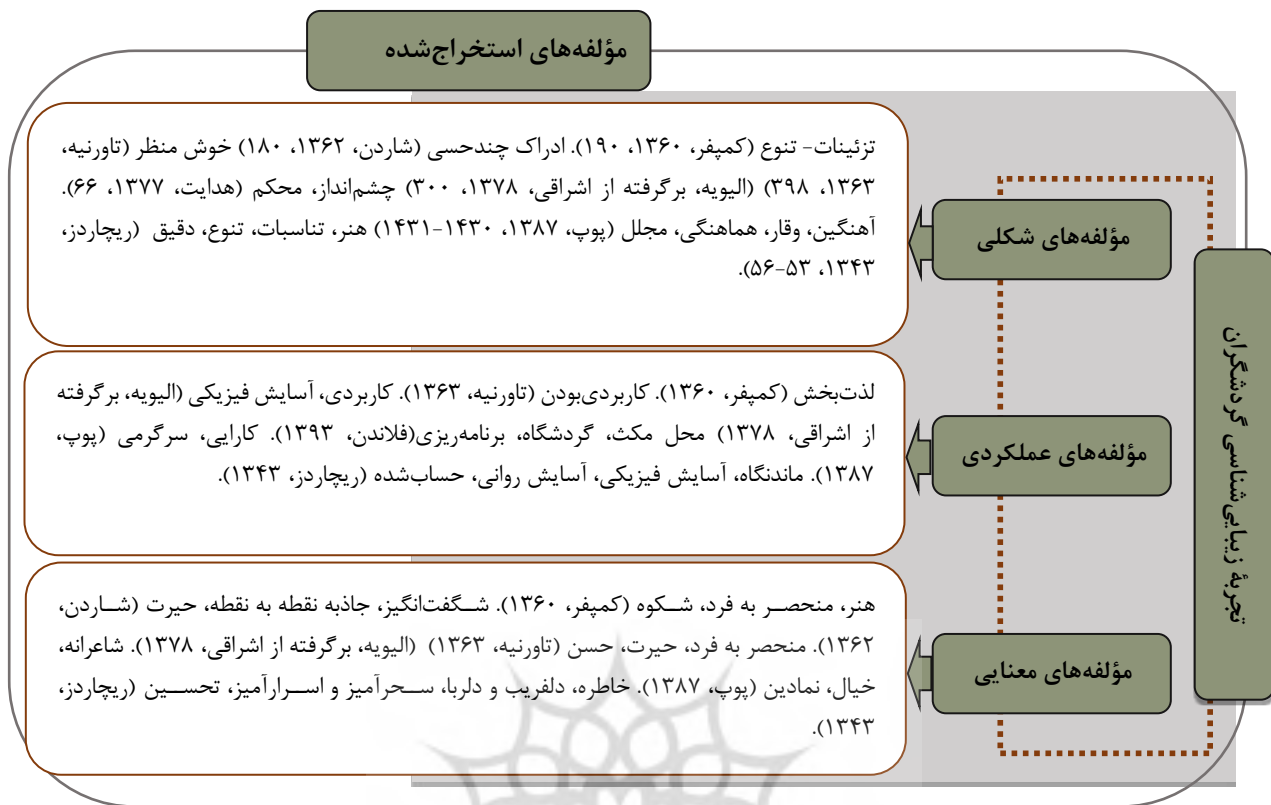 مؤلفه‌های استخراج‌شده
تجربهٔ زیبایی‌شناسی گردشگران
مؤلفه‌های شکلی
تزئینات- تنوع (کمپفر، ۱۳۶۰، ۱۹۰). ادراک چندحسی (شاردن، ۱۳۶۲، ۱۸۰) خوش منظر (تاورنیه،
۱۳۶۳، ۳۹۸) (الیویه، برگرفته از اشراقی، ۱۳۷۸، ۳۰۰) چشم‌انداز، محکم (هدایت، ۱۳۷۷، ۶۶).
آهنگین، وقار، هماهنگی، مجلل (پوپ، ۱۳۸۷، ۱۴۳۰-۱۴۳۱) هنر، تناسبات، تنوع، دقیق (ریچاردز،
۱۳۴۳، ۵۳-۵۶).
مؤلفه‌های عملکردی
لذت‌بخش (کمپفر، ۱۳۶۰). کاربردی‌بودن (تاورنیه، ۱۳۶۳). کاربردی، آسایش فیزیکی (الیویه، برگرفته
از اشراقی، ۱۳۷۸) محل مکث، گردشگاه، برنامه‌ریزی(فلاندن، ۱۳۹۳). کارایی، سرگرمی (پوپ،
۱۳۸۷). ماندنگاه، آسایش فیزیکی، آسایش روانی، حساب‌شده (ریچاردز، ۱۳۴۳).
مؤلفه‌های معنایی
هنر، منحصر به فرد، شکوه (کمپفر، ۱۳۶۰). شگفت‌انگیز، جاذبه نقطه به نقطه، حیرت (شاردن،
۱۳۶۲). منحصر به فرد، حیرت، حسن (تاورنیه، ۱۳۶۳) (الیویه، برگرفته از اشراقی، ۱۳۷۸). شاعرانه،
خیال، نمادین (پوپ، ۱۳۸۷). خاطره، دلفریب و دلربا، سحرآمیز و اسرارآمیز، تحسین (ریچاردز،
۱۳۴۳).